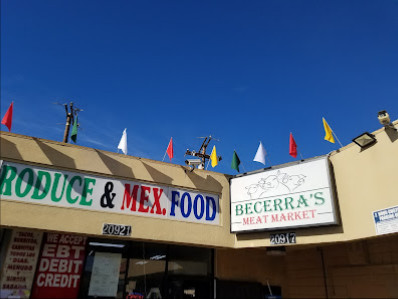 RODUCE & MEX. FOOD
20921
BECERRA'S
MEAT MARKET
20917
WE ACCEPT
EBT
DEBIT
CREDIT